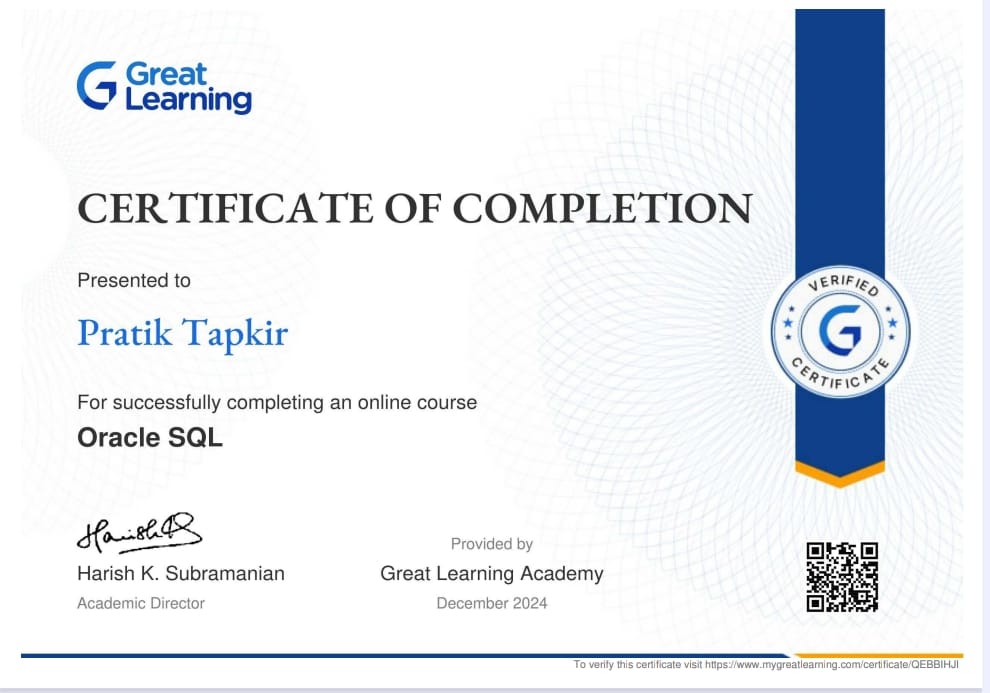 Great
Learning
CERTIFICATE OF COMPLETION
Presented to
Pratik Tapkir
For successfully completing an online course
Oracle SQL
VERIFIED
G
CERTIFICATE
HarishKS
Harish K. Subramanian
Academic Director
Provided by
Great Learning Academy
December 2024
To verify this certificate visit https://www.mygreatlearning.com/certificate/QEBBIHJI